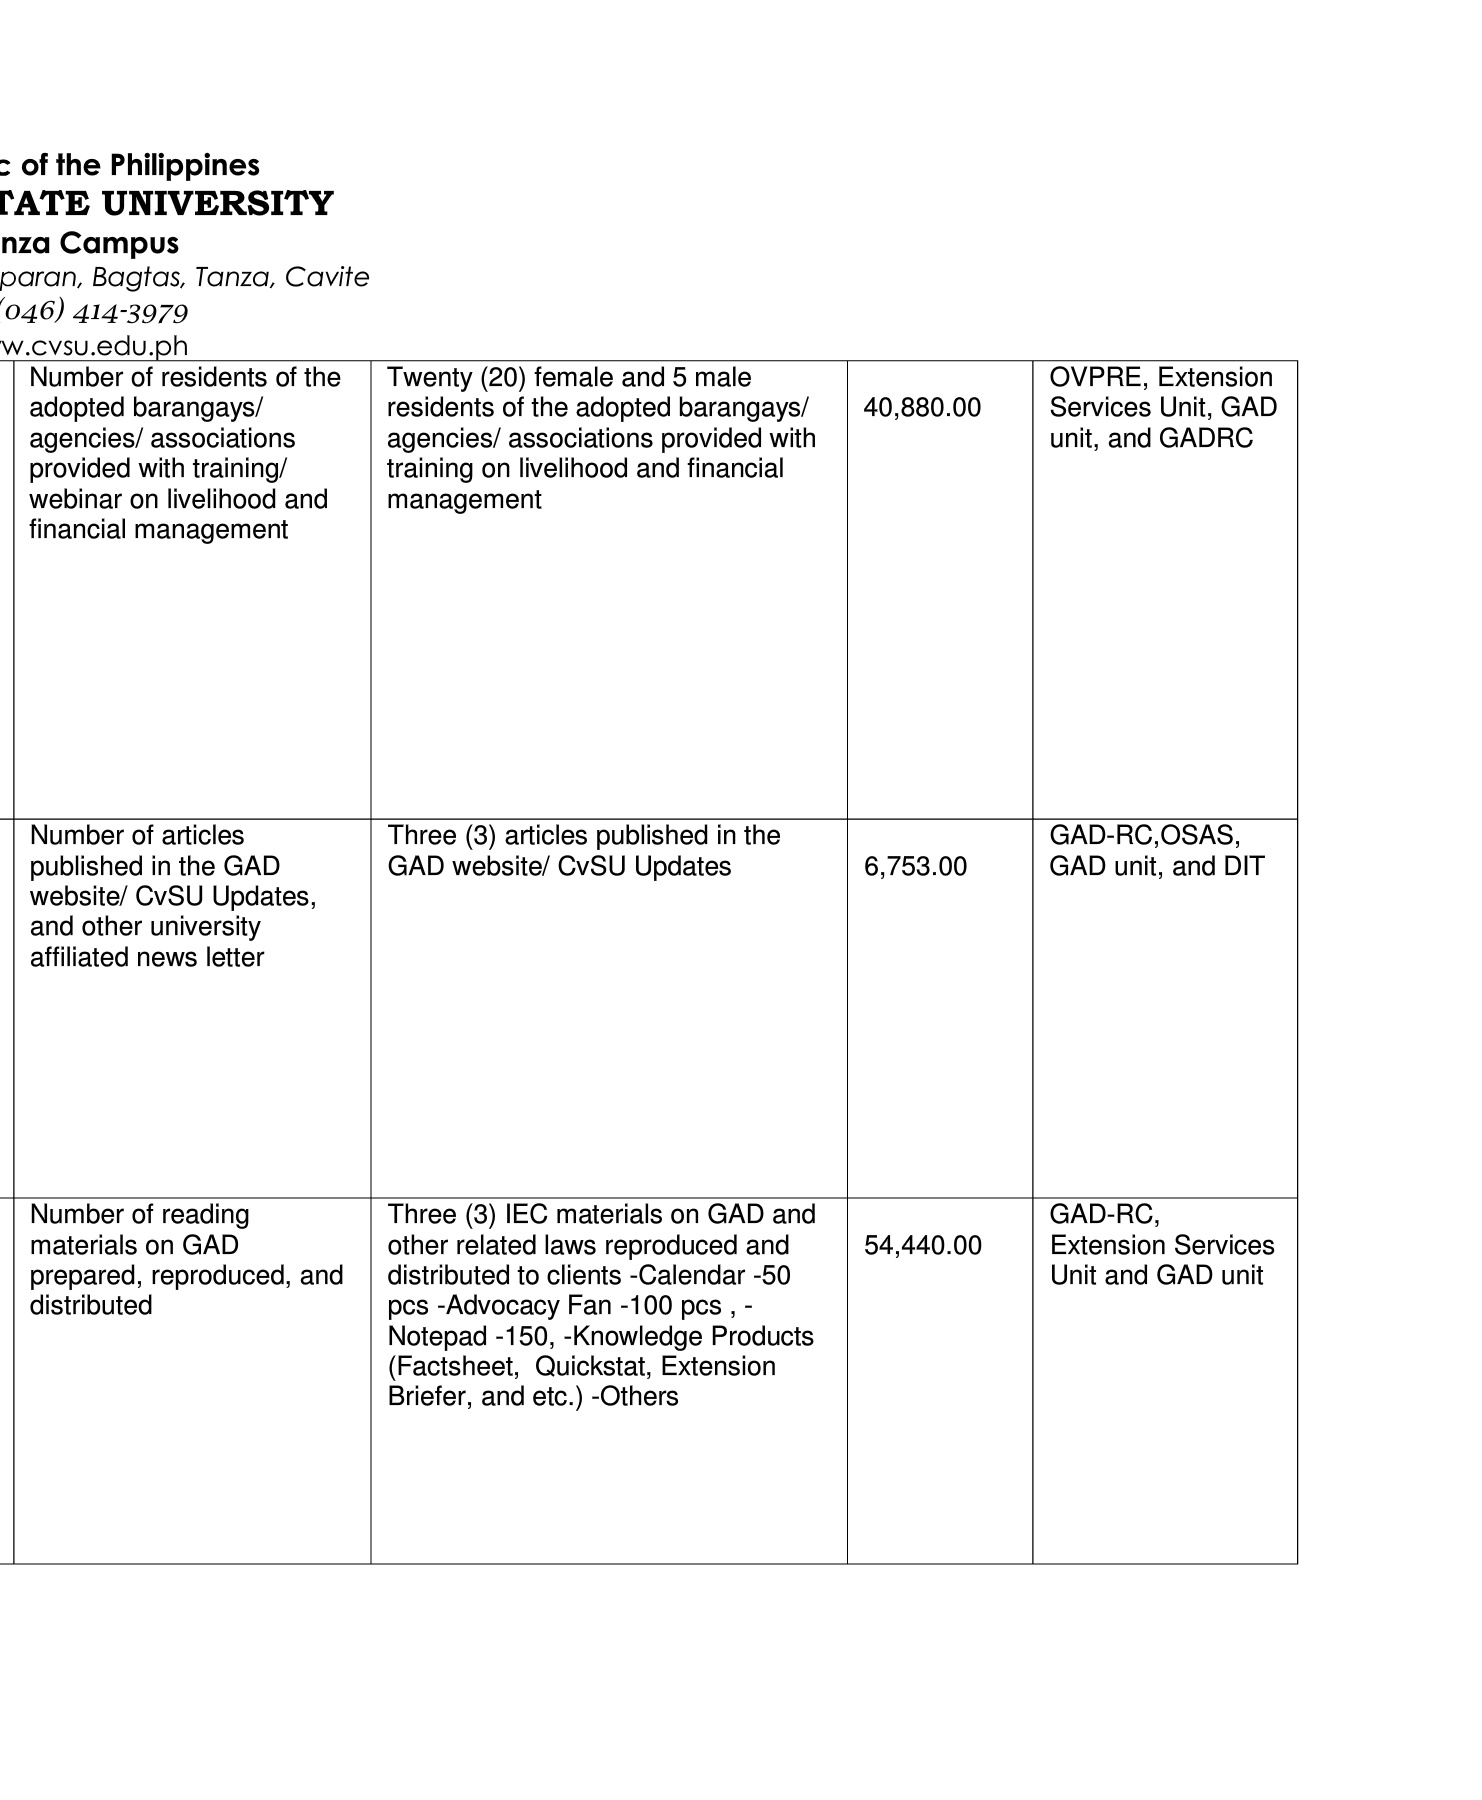 c of the Philippines
TATE UNIVERSITY
nza Campus
paran, Bagtas, Tanza, Cavite
(046) 414-3979
w.cvsu.edu.ph
Number of residents of the
adopted barangays/
agencies/ associations
provided with training/
webinar on livelihood and
financial management
Twenty (20) female and 5 male
residents of the adopted barangays/
agencies/ associations provided with
training on livelihood and financial
management
40,880.00
OVPRE, Extension
Services Unit, GAD
unit, and GADRC
Number of articles
published in the GAD
website/ CvSU Updates,
and other university
affiliated news letter
Three (3) articles published in the
GAD website/ CvSU Updates
6,753.00
GAD-RC,OSAS,
GAD unit, and DIT
Number of reading
materials on GAD
prepared, reproduced, and
distributed
Three (3) IEC materials on GAD and
other related laws reproduced and
distributed to clients -Calendar -50
pcs -Advocacy Fan -100 pcs , -
Notepad -150, -Knowledge Products
(Factsheet,  Quickstat, Extension
Briefer, and etc.) -Others
54,440.00
GAD-RC,
Extension Services
Unit and GAD unit